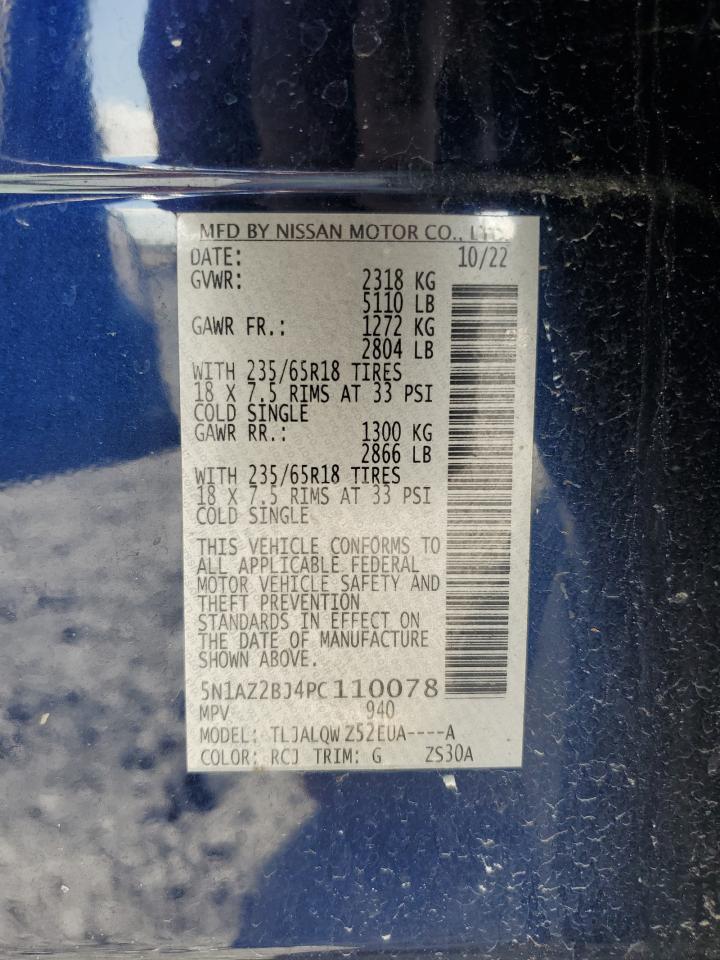 MFD BY NISSAN MOTOR CO., LTD.
DATE: 10/22
GVWR: 2318 KG
5110 LB
GAWR FR.: 1272 KG
2804 LB
WITH 235/65R18 TIRES
18 X 7.5 RIMS AT 33 PSI
COLD SINGLE
GAWR RR.: 1300 KG
2866 LB
WITH 235/65R18 TIRES
18 X 7.5 RIMS AT 33 PSI
COLD SINGLE
THIS VEHICLE CONFORMS TO
ALL APPLICABLE FEDERAL
MOTOR VEHICLE SAFETY AND
THEFT PREVENTION
STANDARDS IN EFFECT ON
THE DATE OF MANUFACTURE
SHOWN ABOVE.
5N1AZ2BJ4PC110078
MPV 940
MODEL: TLJALQW Z52EUA----A
COLOR: RCJ TRIM: G ZS30A